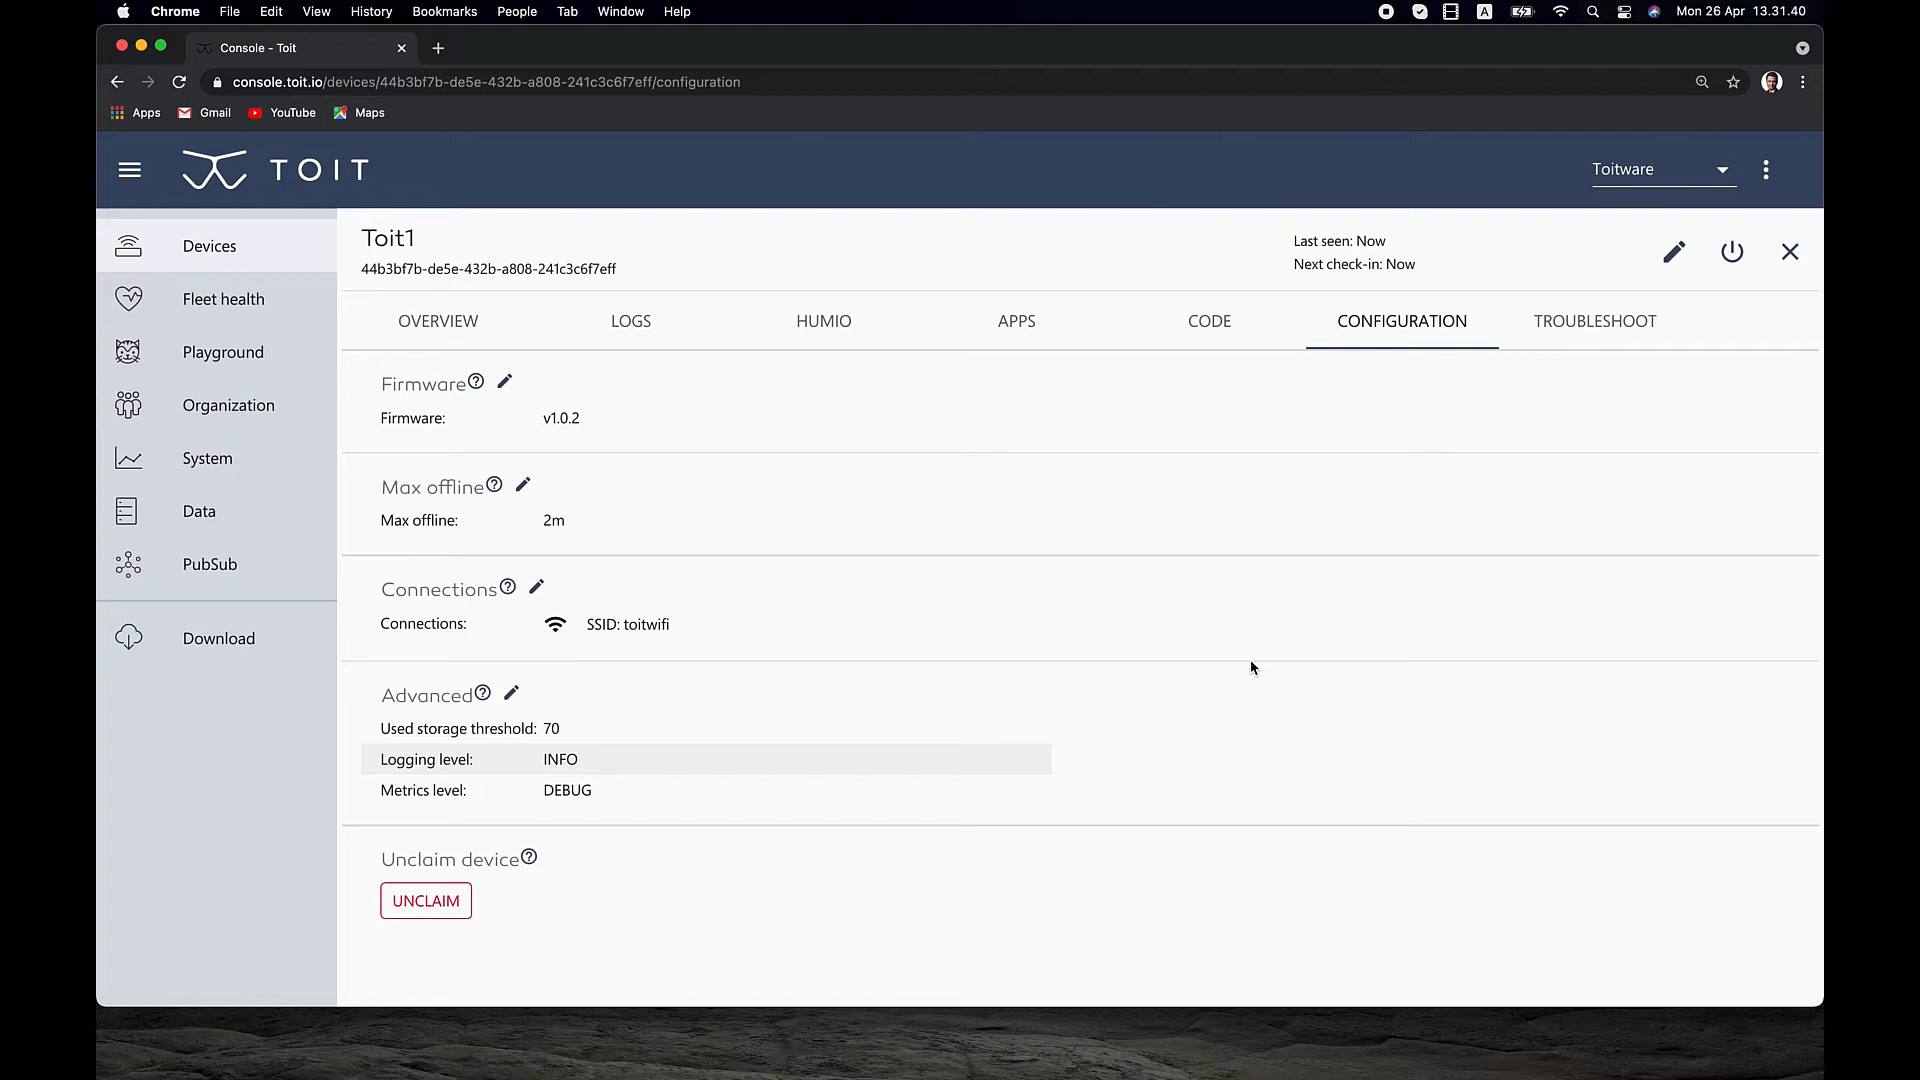 Chrome File Edit View History Bookmarks People Tab Window Help A Mon 26 Apr 13.31.40
Console - Toit
console.toit.io/devices/44b3bf7b-de5e-432b-a808-241c3c6f7eff/configuration
Apps Gmail YouTube Maps
TOIT Toitware
Devices
Fleet health
Playground
Organization
System
Data
PubSub
Download
Toit1
44b3bf7b-de5e-432b-a808-241c3c6f7eff
Last seen: Now
Next check-in: Now
OVERVIEW LOGS HUMIO APPS CODE CONFIGURATION TROUBLESHOOT
Firmware
Firmware: v1.0.2
Max offline
Max offline: 2m
Connections
Connections: SSID: toitwifi
Advanced
Used storage threshold: 70
Logging level: INFO
Metrics level: DEBUG
Unclaim device
UNCLAIM